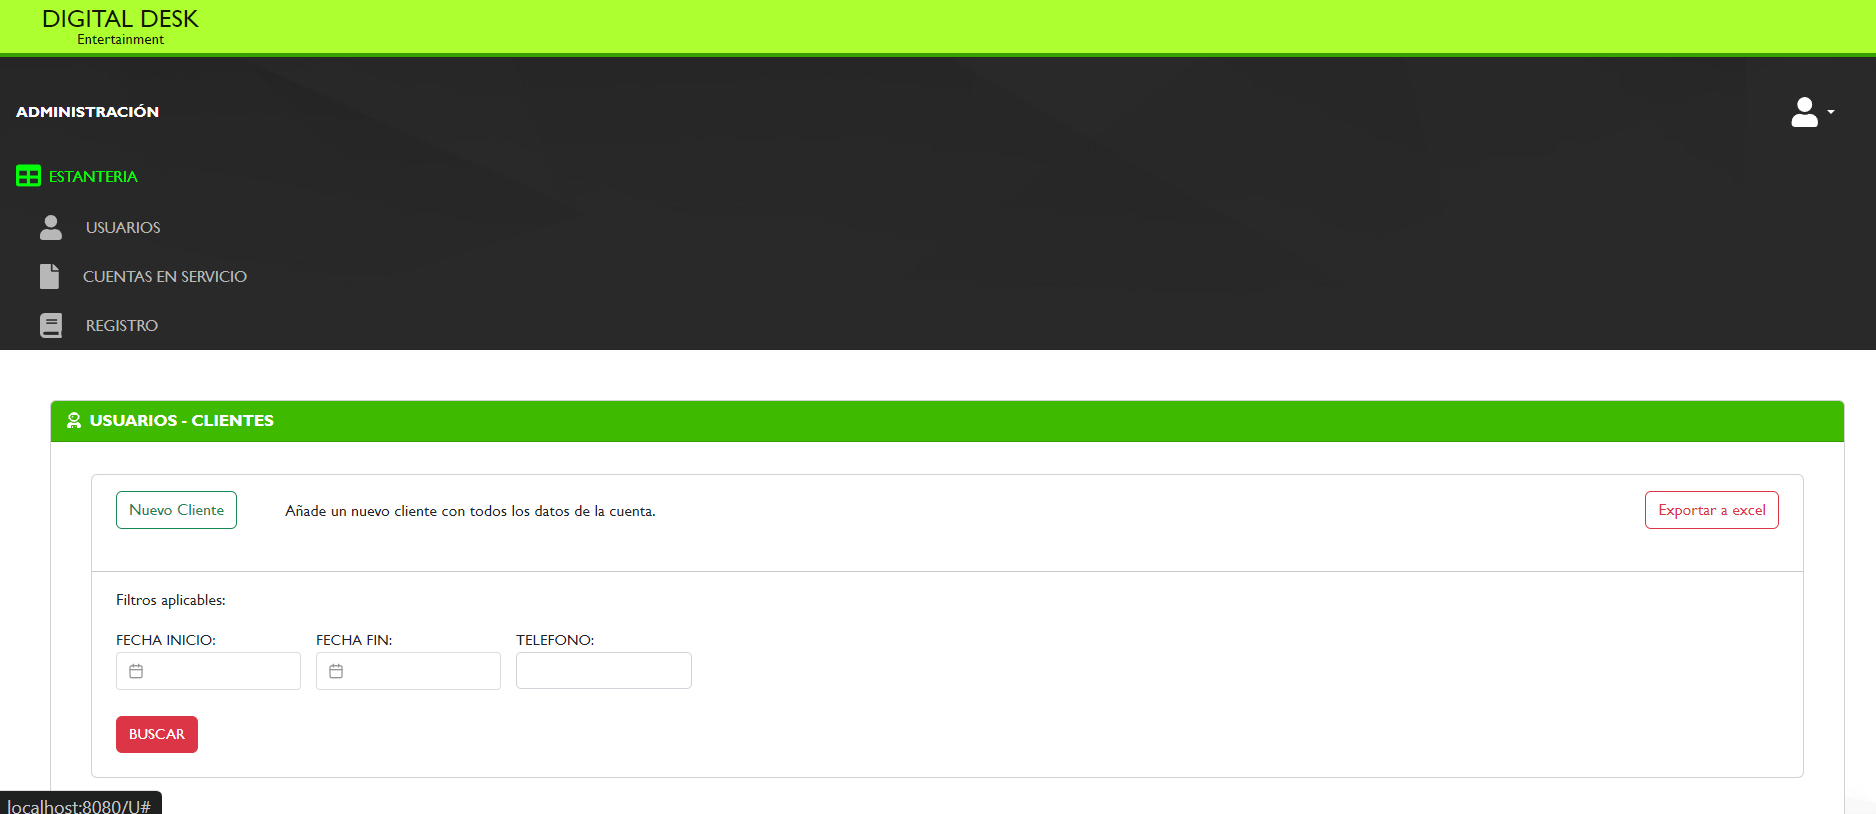 DIGITAL DESK
Entertainment
ADMINISTRACIÓN
ESTANTERIA
USUARIOS
CUENTAS EN SERVICIO
REGISTRO
USUARIOS - CLIENTES
Nuevo Cliente Añade un nuevo cliente con todos los datos de la cuenta. Exportar a excel
Filtros aplicables:
FECHA INICIO: FECHA FIN: TELEFONO:
BUSCAR
localhost:8080/U#